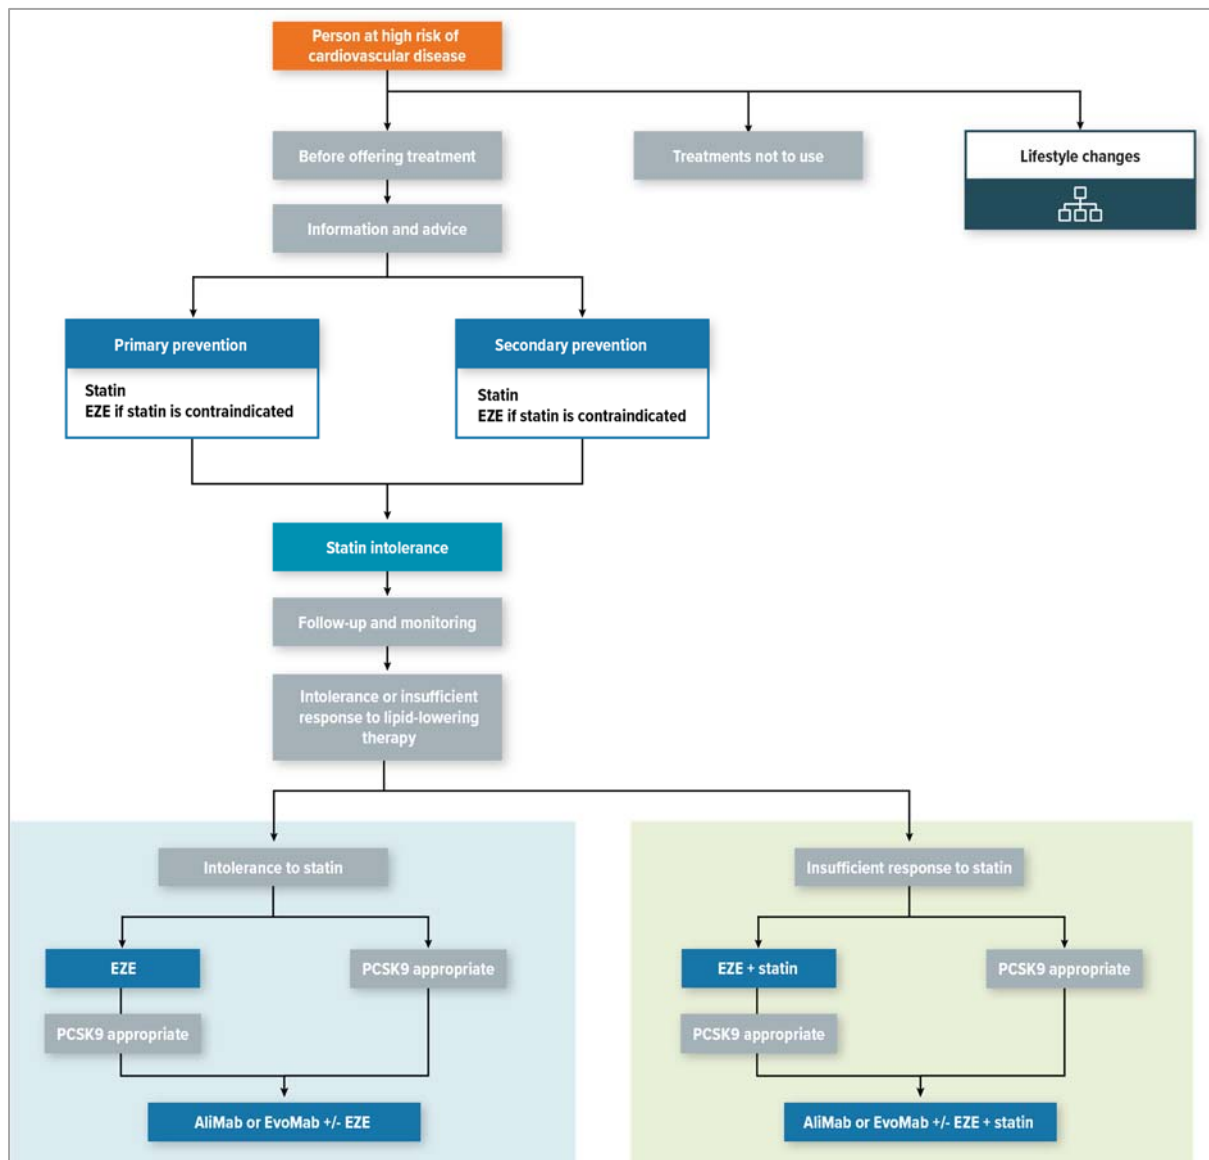 Person at high risk of
cardiovascular disease
Before offering treatment
Treatments not to use
Lifestyle changes
Information and advice
Primary prevention
Statin
EZE if statin is contraindicated
Secondary prevention
Statin
EZE if statin is contraindicated
Statin intolerance
Follow-up and monitoring
Intolerance or insufficient
response to lipid-lowering
therapy
Intolerance to statin
EZE
PCSK9 appropriate
PCSK9 appropriate
AliMab or EvoMab +/- EZE
Insufficient response to statin
EZE + statin
PCSK9 appropriate
PCSK9 appropriate
AliMab or EvoMab +/- EZE + statin